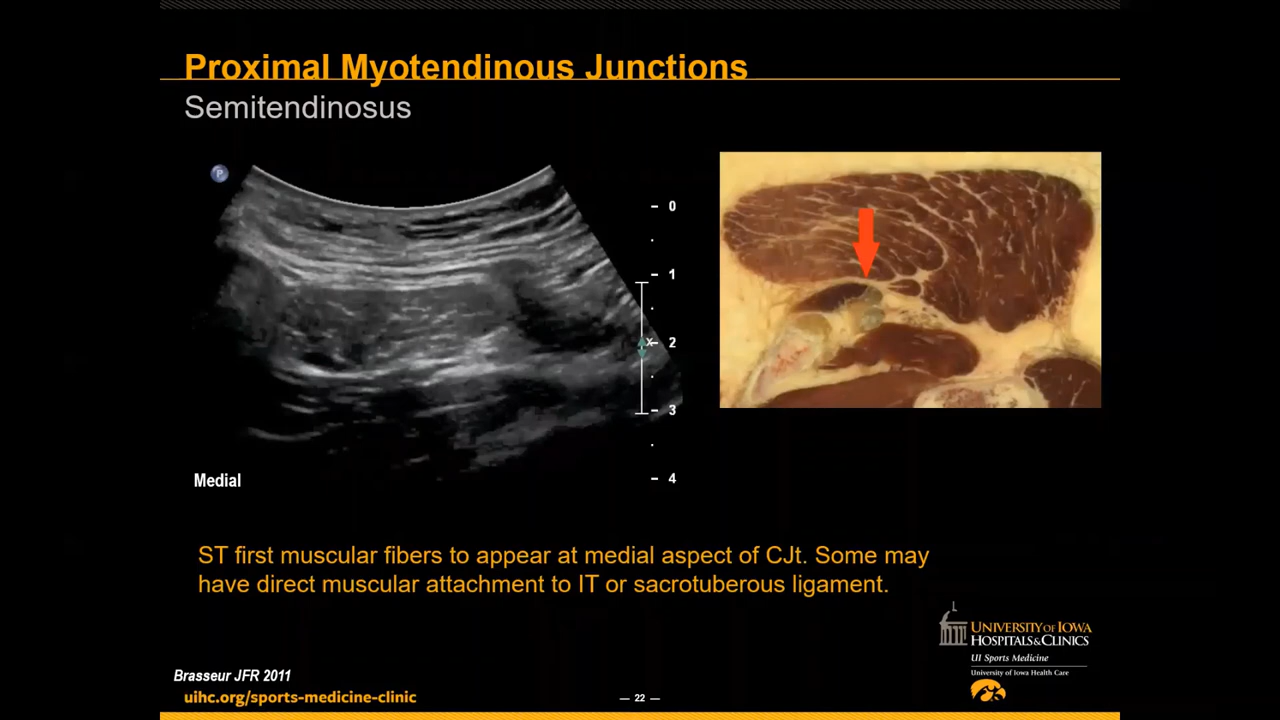 Proximal Myotendinous Junctions
Semitendinosus
P
0
1
x
2
3
4
Medial
ST first muscular fibers to appear at medial aspect of CJt. Some may
have direct muscular attachment to IT or sacrotuberous ligament.
UNIVERSITY OF IOWA
HOSPITALS & CLINICS
UI Sports Medicine
University of Iowa Health Care
Brasseur JFR 2011
uihc.org/sports-medicine-clinic
— 22 —